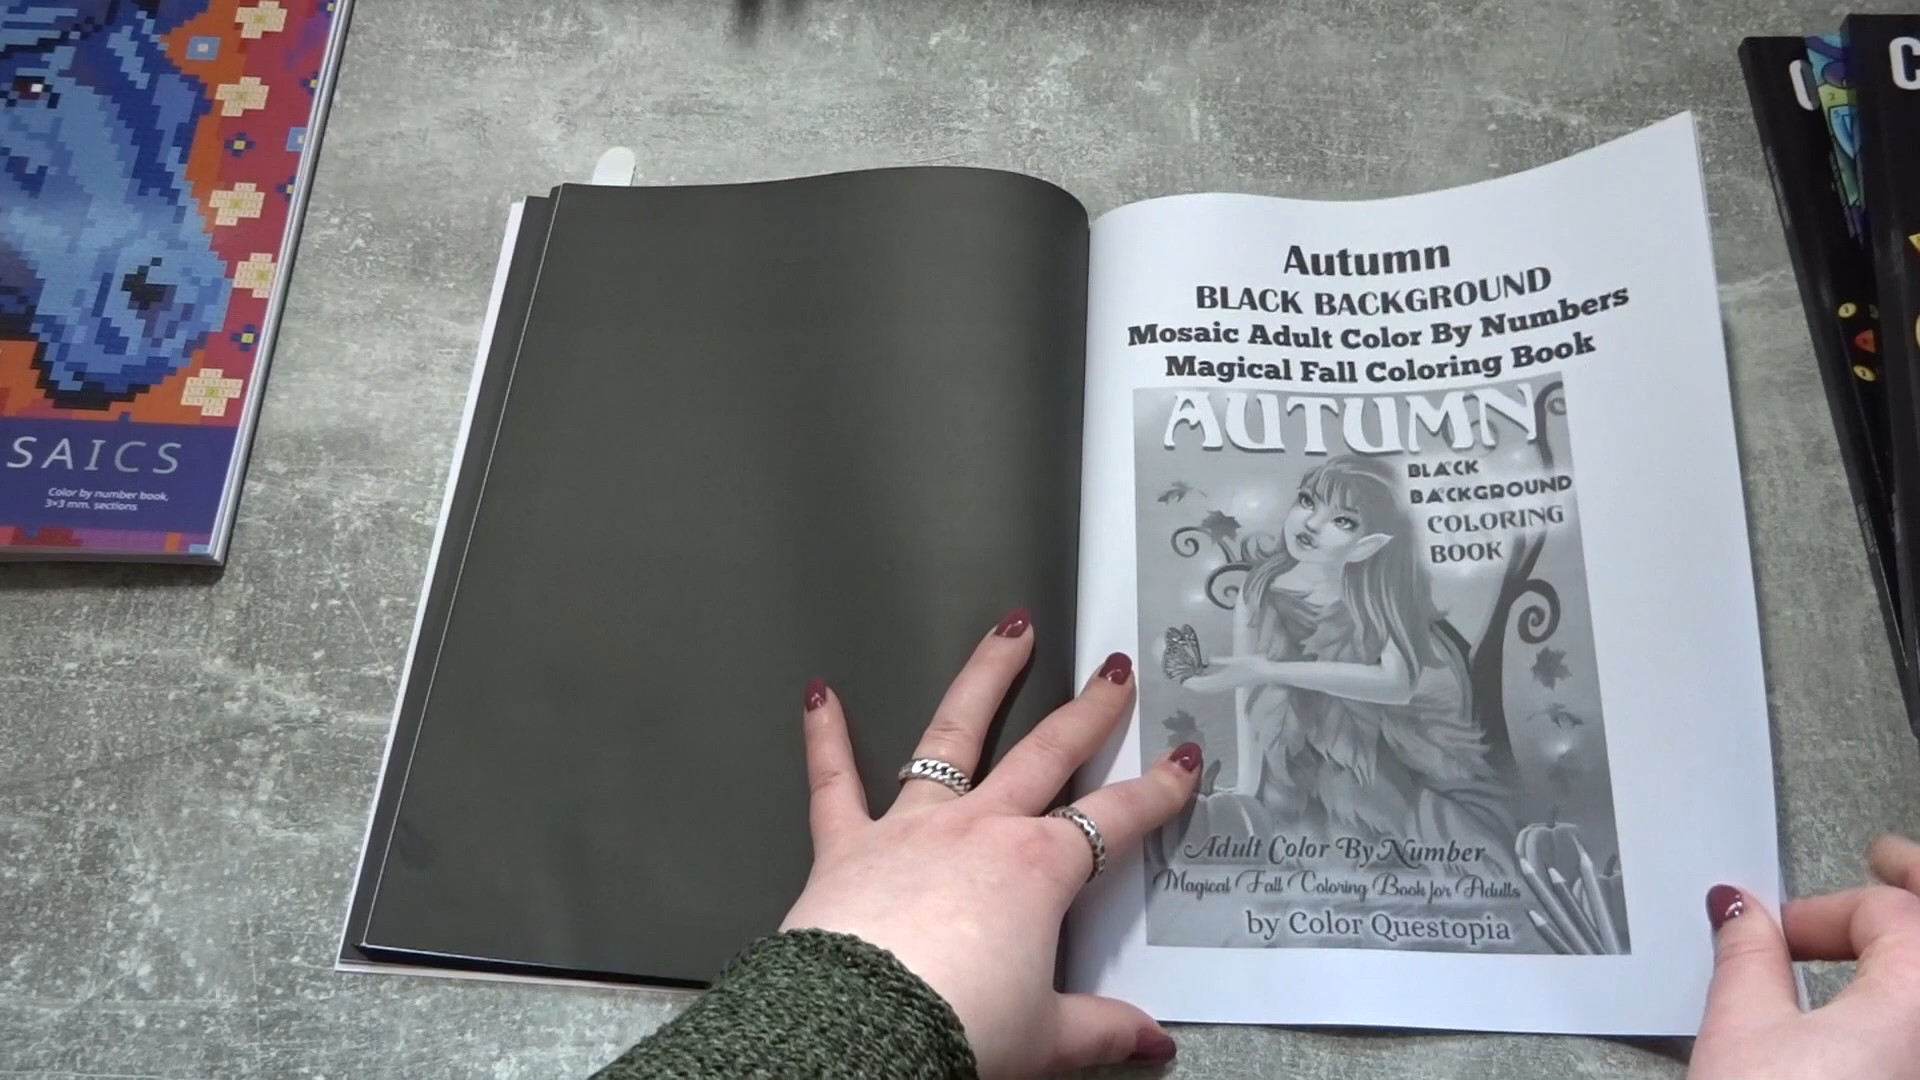 SAICS
Color by number book,
3×3 mm. sections
Autumn
BLACK BACKGROUND
Mosaic Adult Color By Numbers
Magical Fall Coloring Book
AUTUMN
BLACK
BACKGROUND
COLORING
BOOK
Adult Color By Number
Magical Fall Coloring Book for Adults
by Color Questopia
C